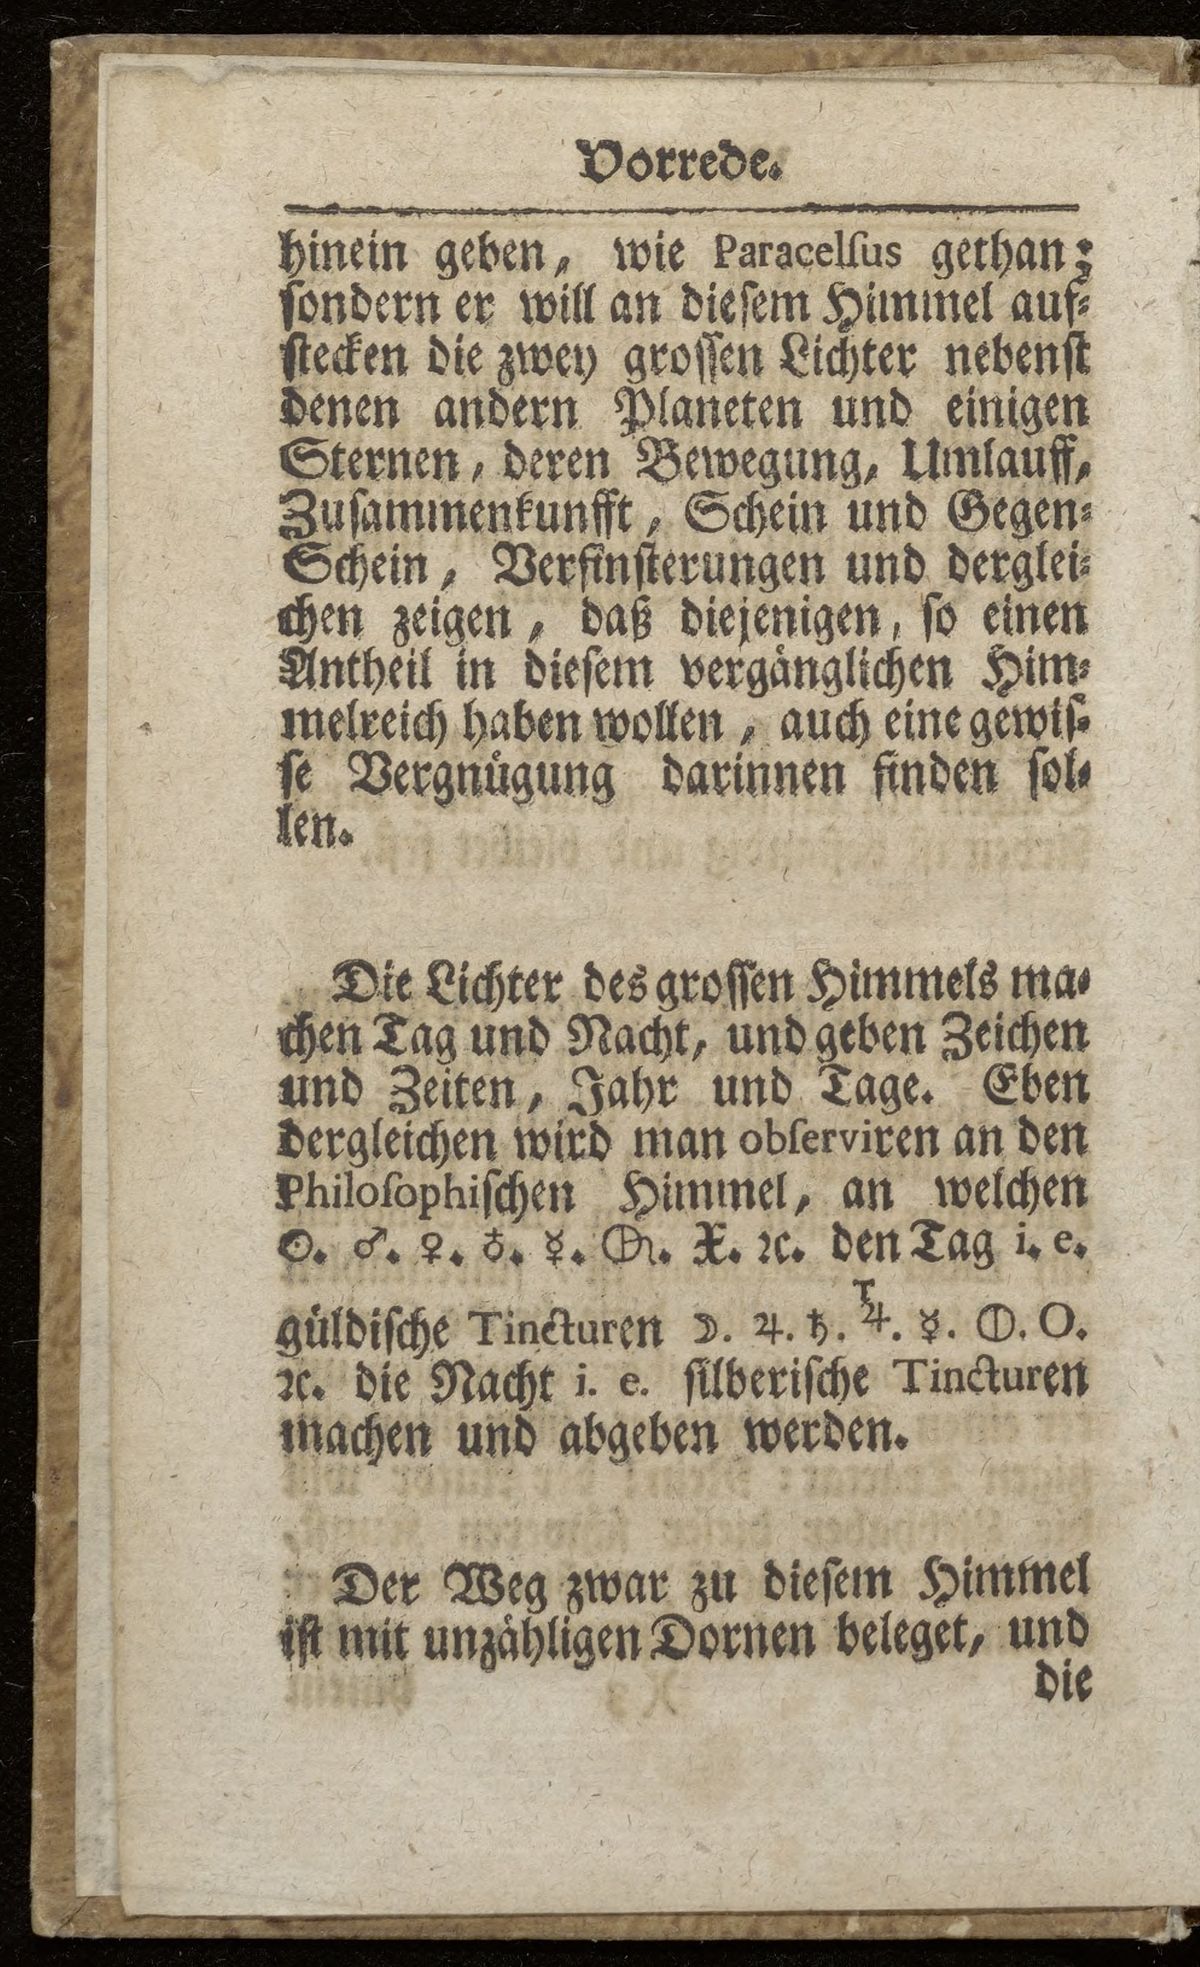 Vorrede.
hinein geben, wie Paracelſus gethan;
ſondern er will an dieſem Himmel auf⸗
ſtecken die zwey groſſen Lichter nebenſt
denen andern Planeten und einigen
Sternen, deren Bewegung, Umlauff,
Zuſammenkunfft, Schein und Gegen⸗
Schein, Verfinſterungen und derglei⸗
chen zeigen, daß diejenigen, ſo einen
Antheil in dieſem vergänglichen Him⸗
melreich haben wollen, auch eine gewiſ⸗
ſe Vergnügung darinnen finden ſol⸗
len.
Die Lichter des groſſen Himmels ma⸗
chen Tag und Nacht, und geben Zeichen
und Zeiten, Jahr und Tage. Eben
dergleichen wird man obſerviren an den
Philoſophiſchen Himmel, an welchen
☉. ♂. ♀. ♁. ☿. X. ꝛc. den Tag i. e.
güldiſche Tincturen ☽. ♃. ♄. ♃. ☿. O.
ꝛc. die Nacht i. e. ſilberiſche Tincturen
machen und abgeben werden.
Der Weg zwar zu dieſem Himmel
iſt mit unzähligen Dornen beleget, und
die